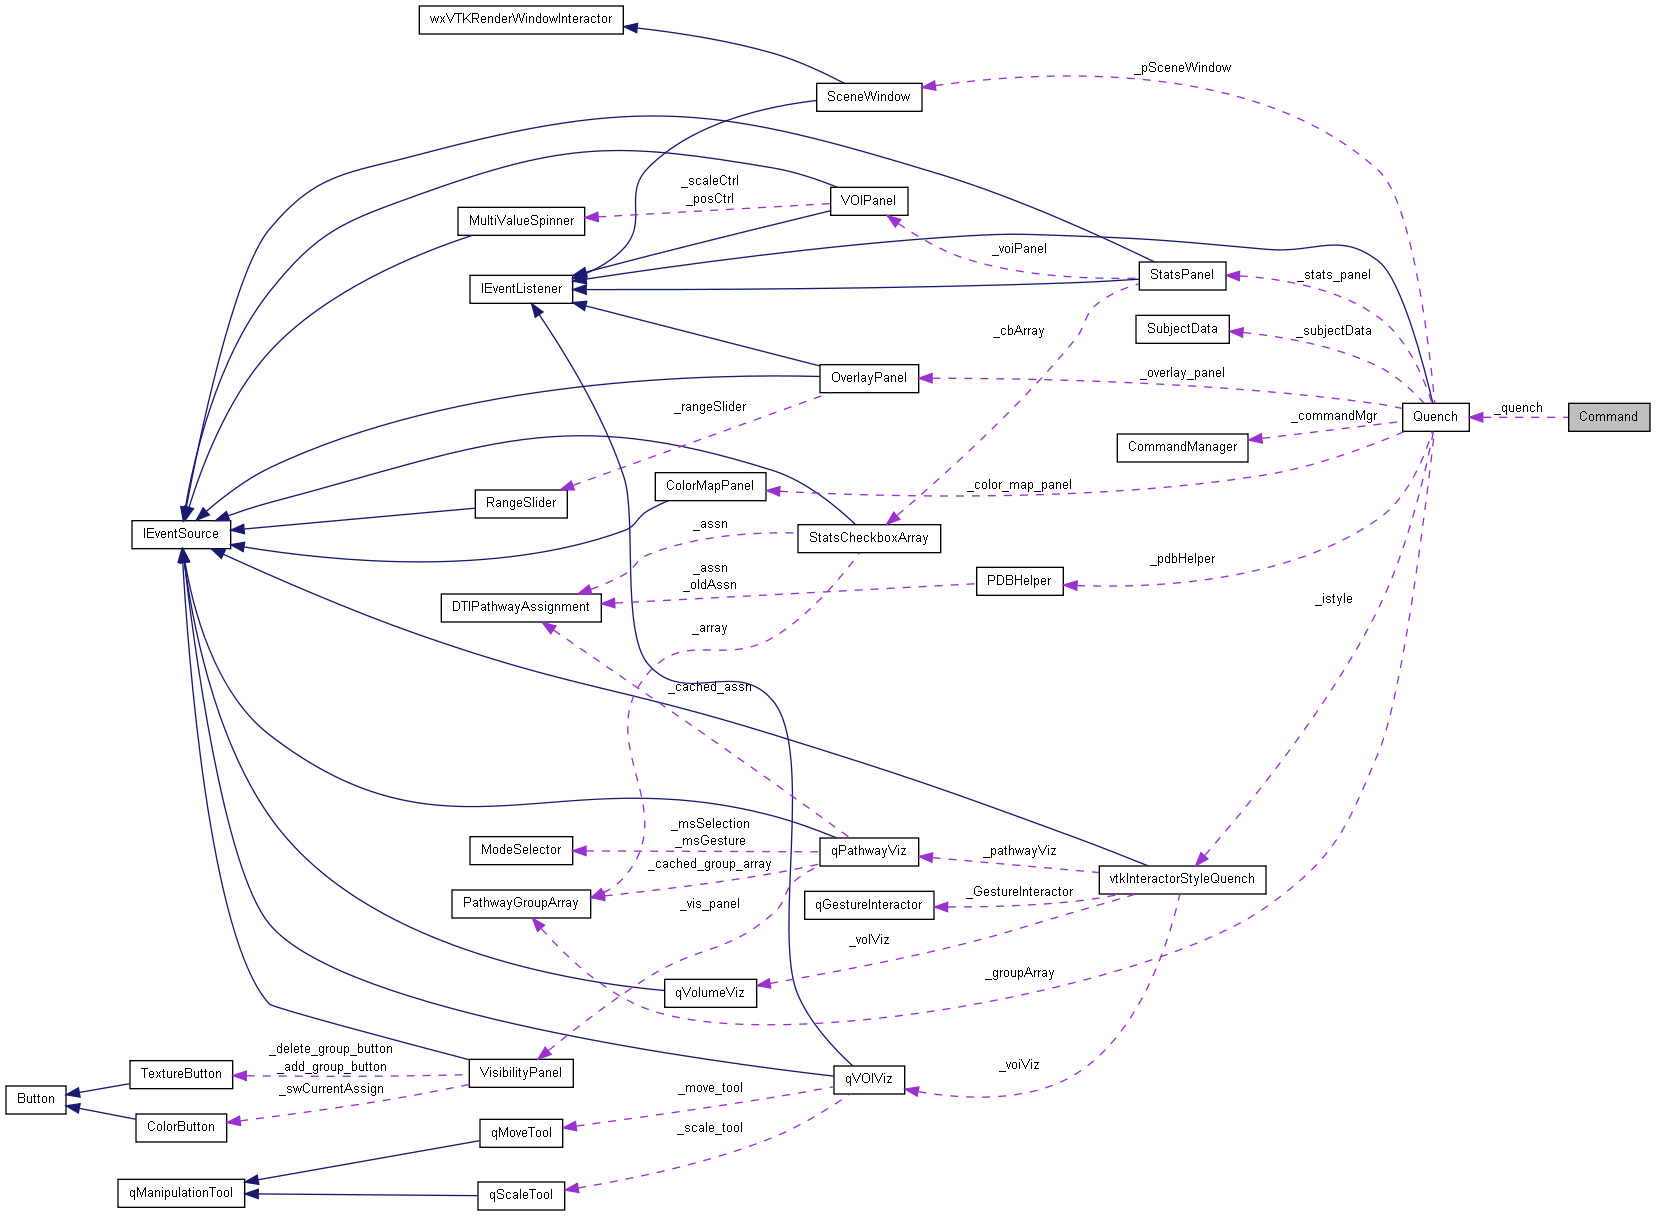 wxVTKRenderWindowInteractor
_pSceneWindow
SceneWindow
_scaleCtrl
_posCtrl
VOIPanel
MultiValueSpinner
_voiPanel
StatsPanel
_stats_panel
IEventListener
_cbArray
SubjectData
_subjectData
OverlayPanel
_overlay_panel
_rangeSlider
_commandMgr
Quench
_quench
Command
CommandManager
ColorMapPanel
_color_map_panel
RangeSlider
_assn
IEventSource
StatsCheckboxArray
_pdbHelper
_assn
_oldAssn
PDBHelper
DTIPathwayAssignment
_istyle
_array
_cached_assn
_msSelection
_msGesture
ModeSelector
qPathwayViz
_pathwayViz
_cached_group_array
vtkInteractorStyleQuench
_GestureInteractor
PathwayGroupArray
_vis_panel
qGestureInteractor
_volViz
_groupArray
qVolumeViz
_delete_group_button
_add_group_button
TextureButton
VisibilityPanel
_voiViz
qVOIViz
_swCurrentAssign
_move_tool
Button
ColorButton
qMoveTool
_scale_tool
qManipulationTool
qScaleTool